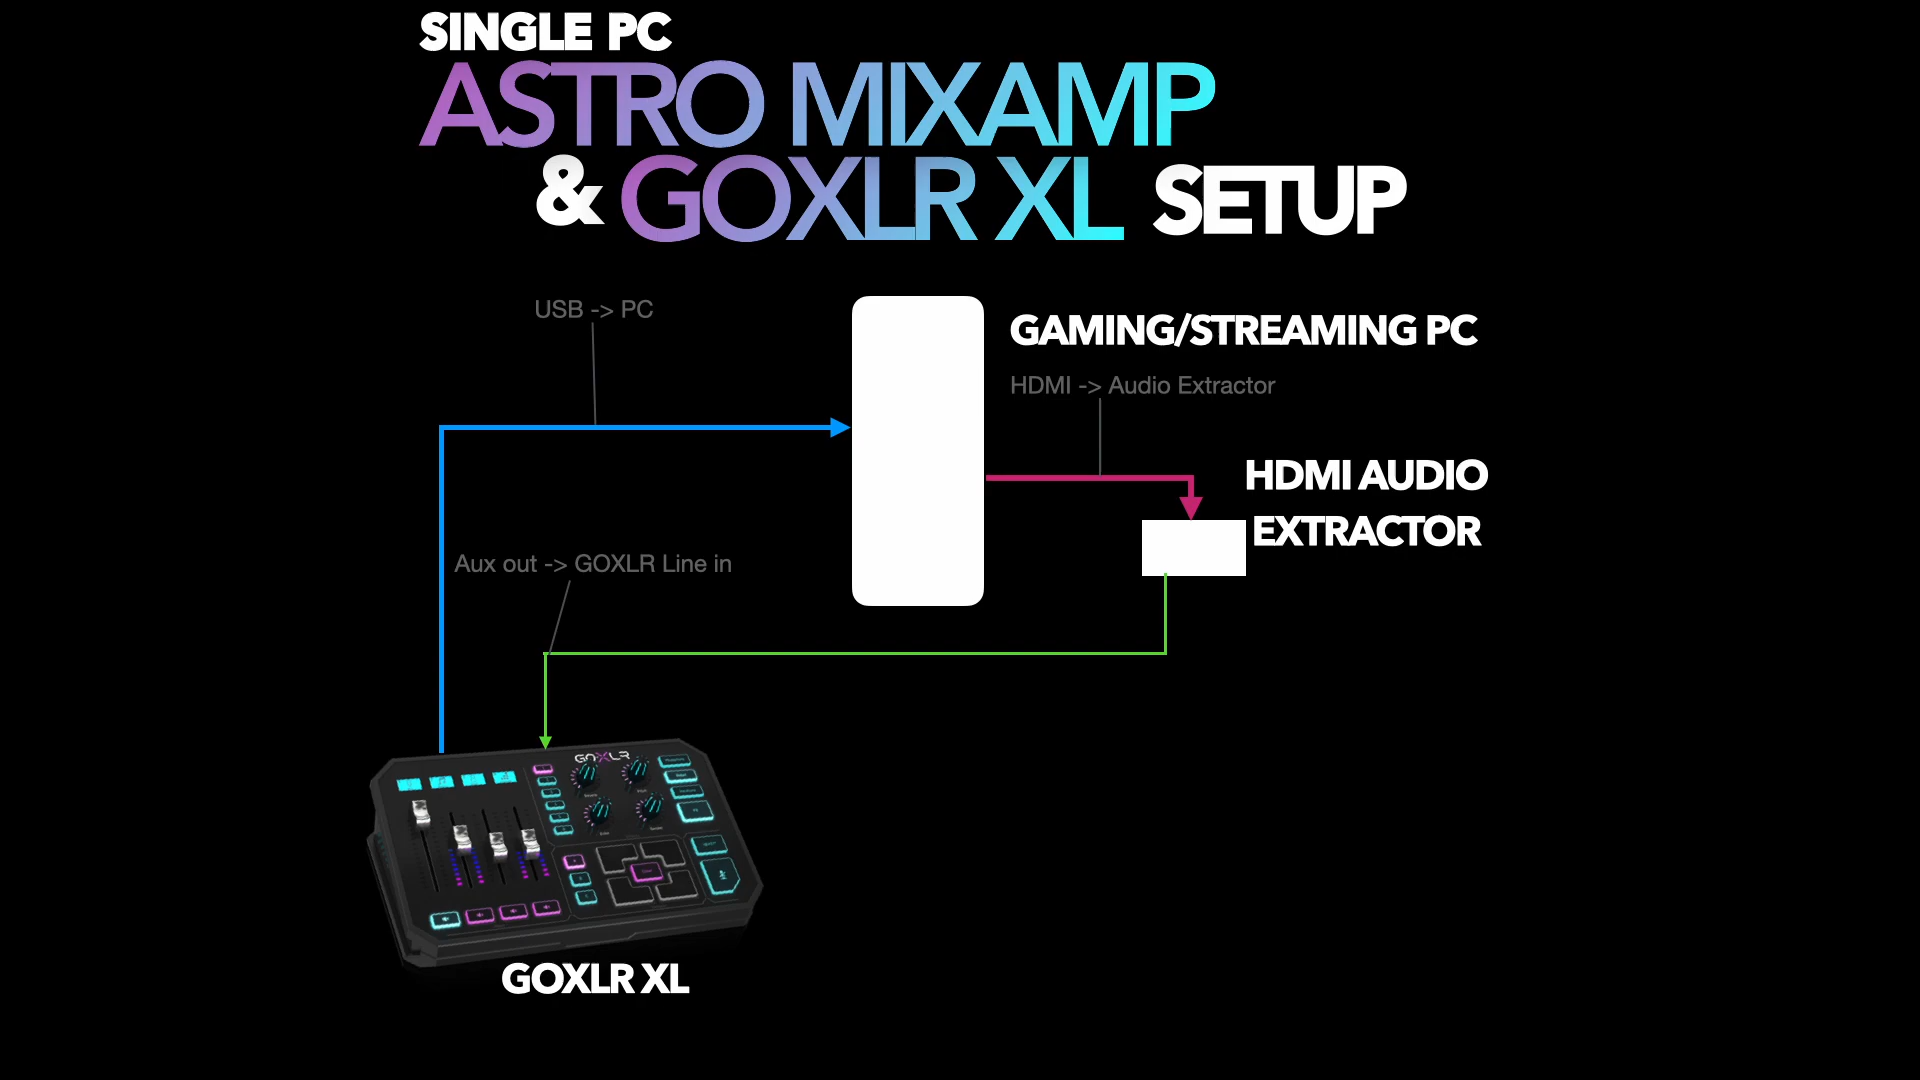 SINGLE PC
ASTRO MIXAMP
& GOXLR XL SETUP
USB -> PC
GAMING/STREAMING PC
HDMI -> Audio Extractor
HDMI AUDIO
EXTRACTOR
Aux out -> GOXLR Line in
GOXLR
GOXLR XL